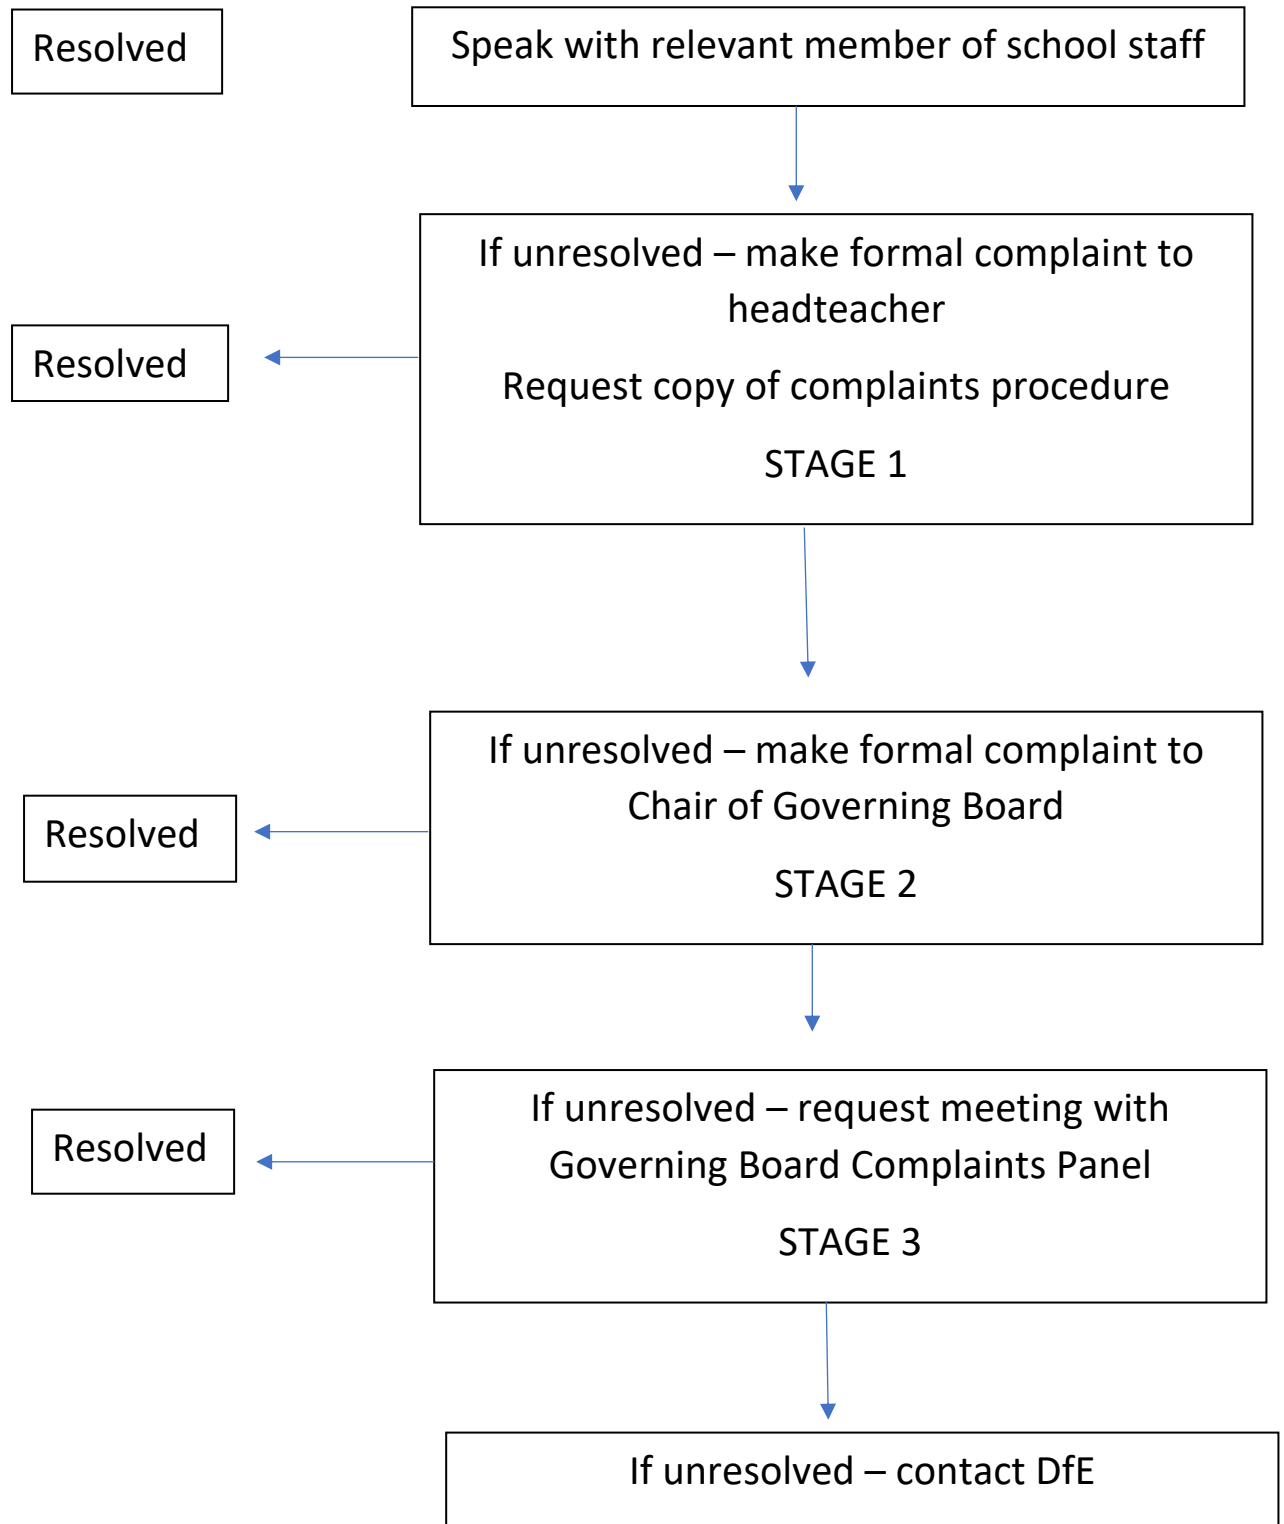 Resolved
Speak with relevant member of school staff
If unresolved – make formal complaint to
headteacher
Request copy of complaints procedure
STAGE 1
Resolved
If unresolved – make formal complaint to
Chair of Governing Board
STAGE 2
Resolved
If unresolved – request meeting with
Governing Board Complaints Panel
STAGE 3
Resolved
If unresolved – contact DfE